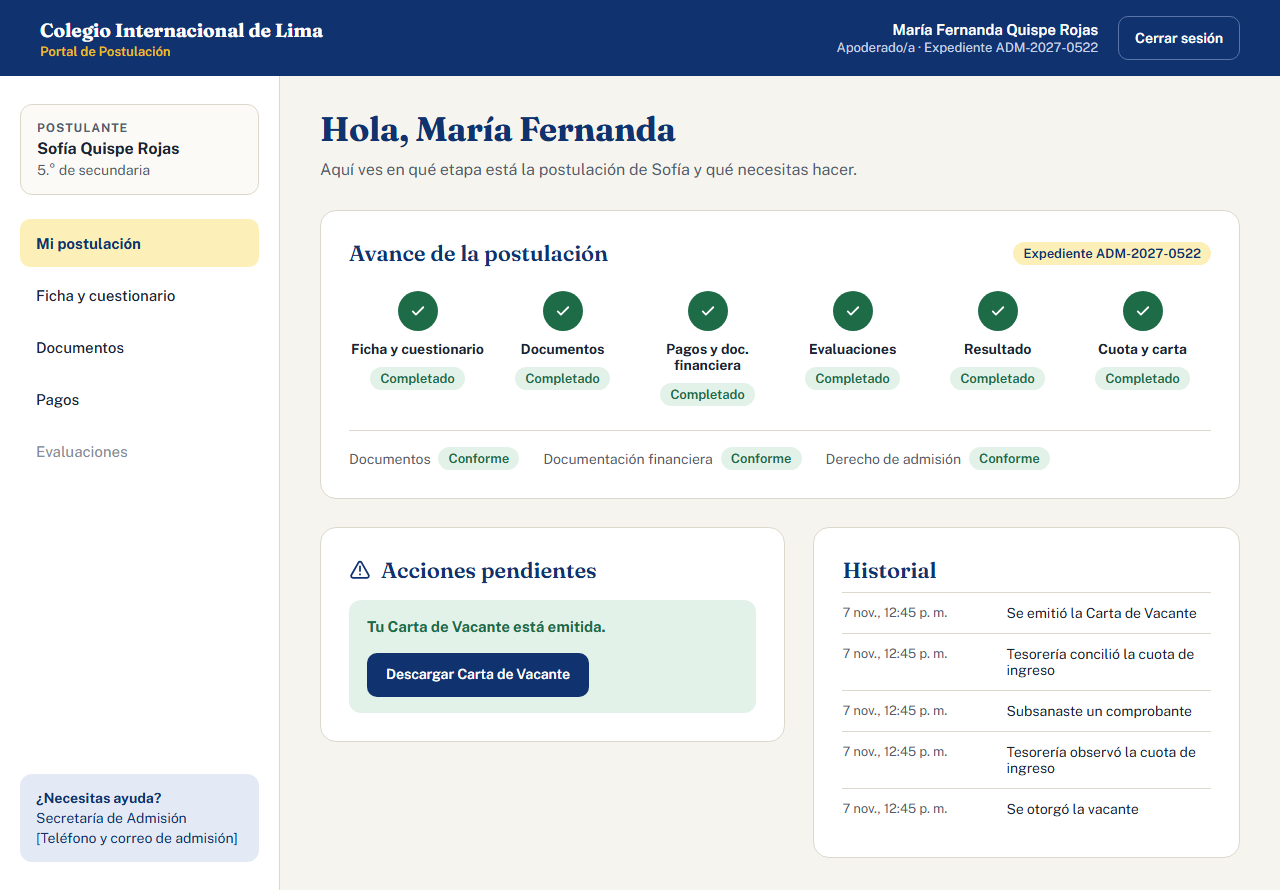 Colegio Internacional de Lima
Portal de Postulación
María Fernanda Quispe Rojas
Apoderado/a · Expediente ADM-2027-0522
Cerrar sesión
POSTULANTE
Sofía Quispe Rojas
5.° de secundaria
Mi postulación
Ficha y cuestionario
Documentos
Pagos
Evaluaciones
¿Necesitas ayuda?
Secretaría de Admisión
[Teléfono y correo de admisión]
Hola, María Fernanda
Aquí ves en qué etapa está la postulación de Sofía y qué necesitas hacer.
Avance de la postulación
Expediente ADM-2027-0522
Ficha y cuestionario
Completado
Documentos
Completado
Pagos y doc.
financiera
Completado
Evaluaciones
Completado
Resultado
Completado
Cuota y carta
Completado
Documentos Conforme
Documentación financiera Conforme
Derecho de admisión Conforme
Acciones pendientes
Tu Carta de Vacante está emitida.
Descargar Carta de Vacante
Historial
7 nov., 12:45 p. m. Se emitió la Carta de Vacante
7 nov., 12:45 p. m. Tesorería concilió la cuota de
ingreso
7 nov., 12:45 p. m. Subsanaste un comprobante
7 nov., 12:45 p. m. Tesorería observó la cuota de
ingreso
7 nov., 12:45 p. m. Se otorgó la vacante